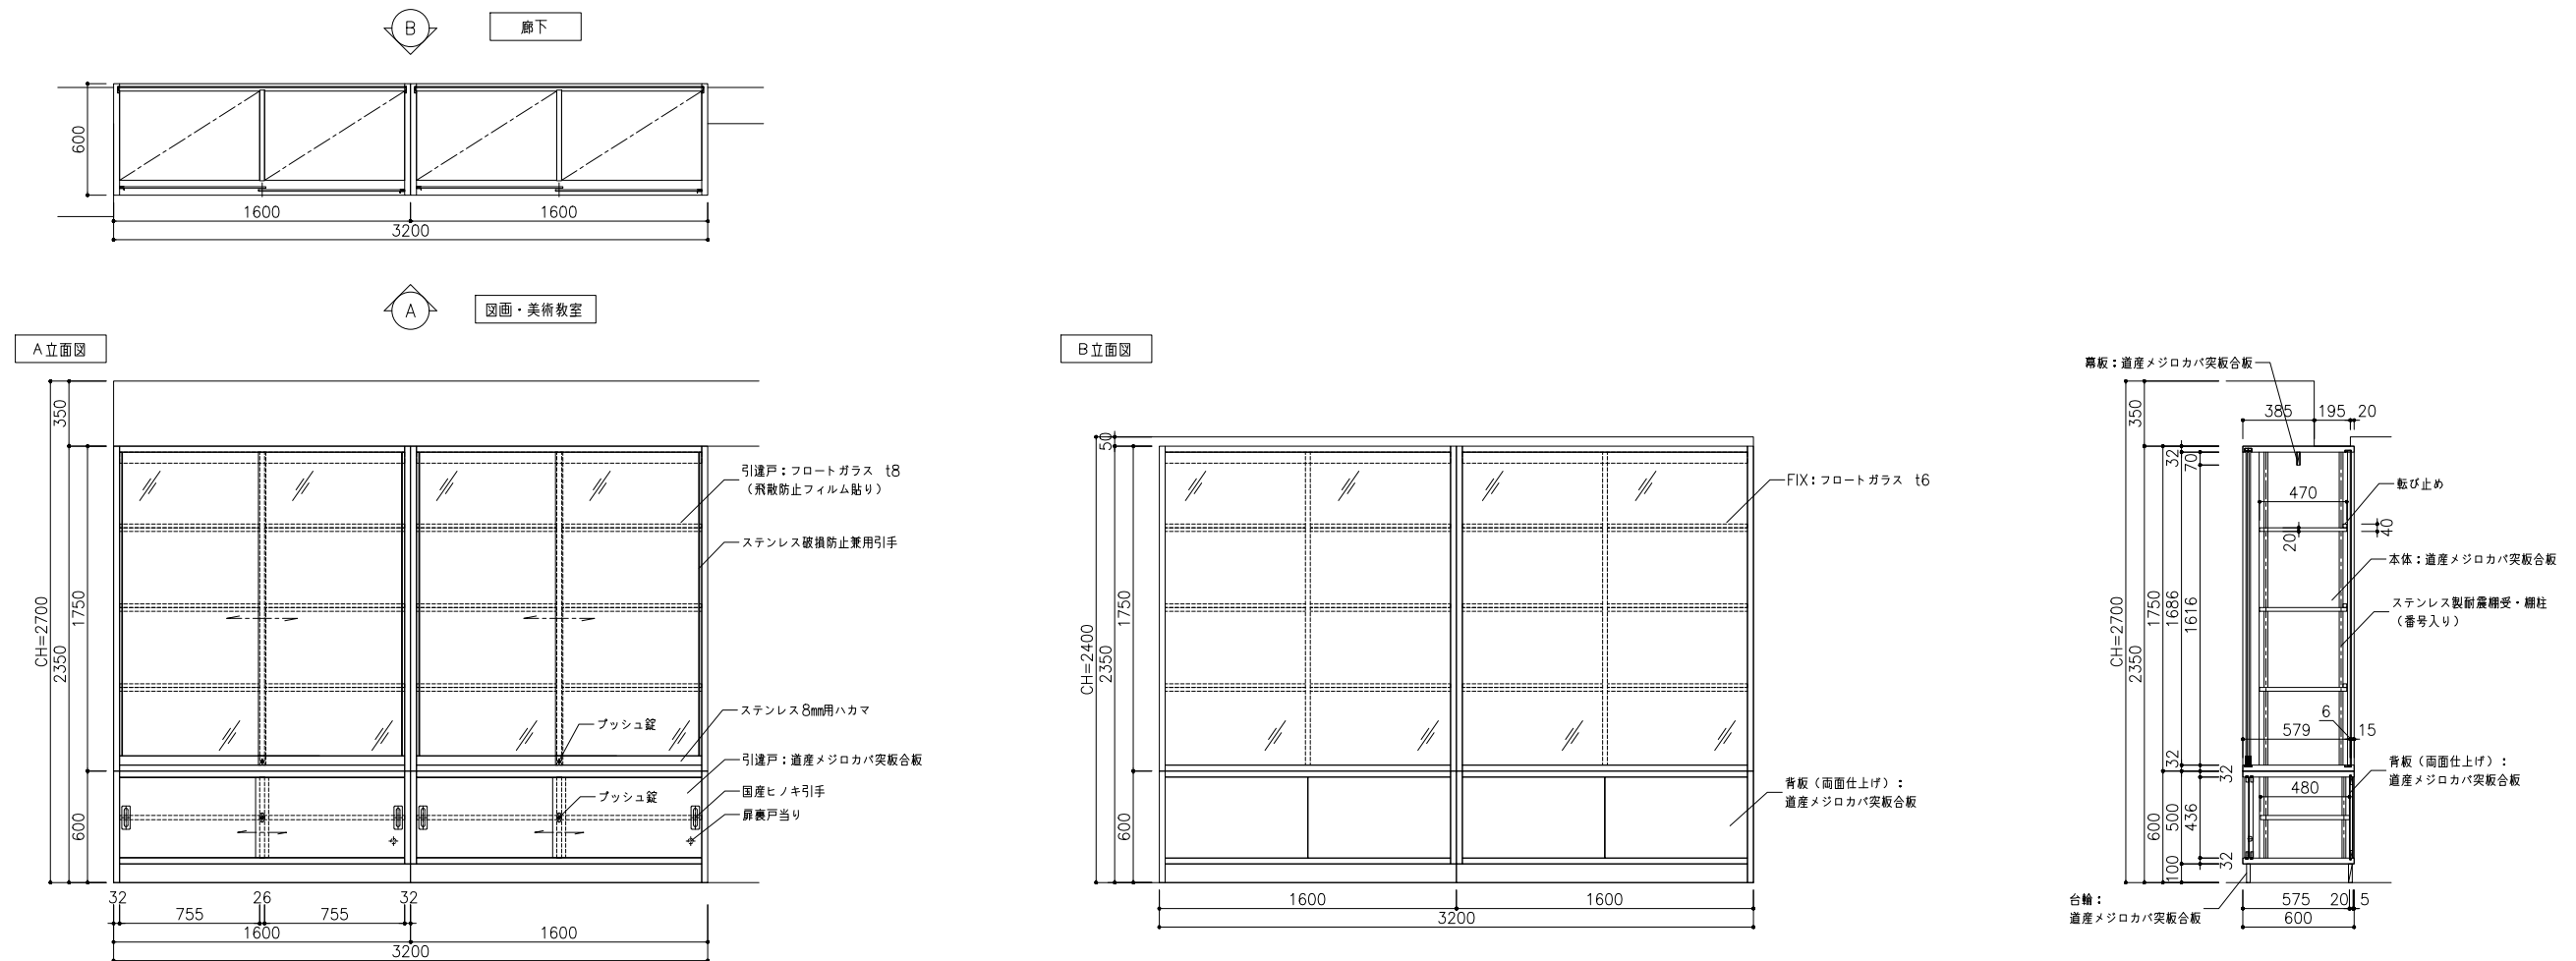 B
廊下
600
1600
1600
3200
A
図画・美術教室
A立面図
CH=2700
2350
350
1750
600
引違戸：フロートガラス t8
（飛散防止フィルム貼り）
ステンレス破損防止兼用引手
ステンレス8mm用ハカマ
プッシュ錠
引違戸：道産メジロカバ突板合板
国産ヒノキ引手
プッシュ錠
扉裏戸当り
32
755
26
755
32
1600
1600
3200
B立面図
CH=2400
2350
50
1750
600
FIX：フロートガラス t6
背板（両面仕上げ）：
道産メジロカバ突板合板
1600
1600
3200
幕板：道産メジロカバ突板合板
385
195
20
CH=2700
2350
350
1750
600
32
1686
32
500
100
70
1616
32
436
32
470
転び止め
20
40
本体：道産メジロカバ突板合板
ステンレス製耐震棚受・棚柱
（番号入り）
6
579
15
背板（両面仕上げ）：
道産メジロカバ突板合板
480
台輪：
道産メジロカバ突板合板
575
20
5
600